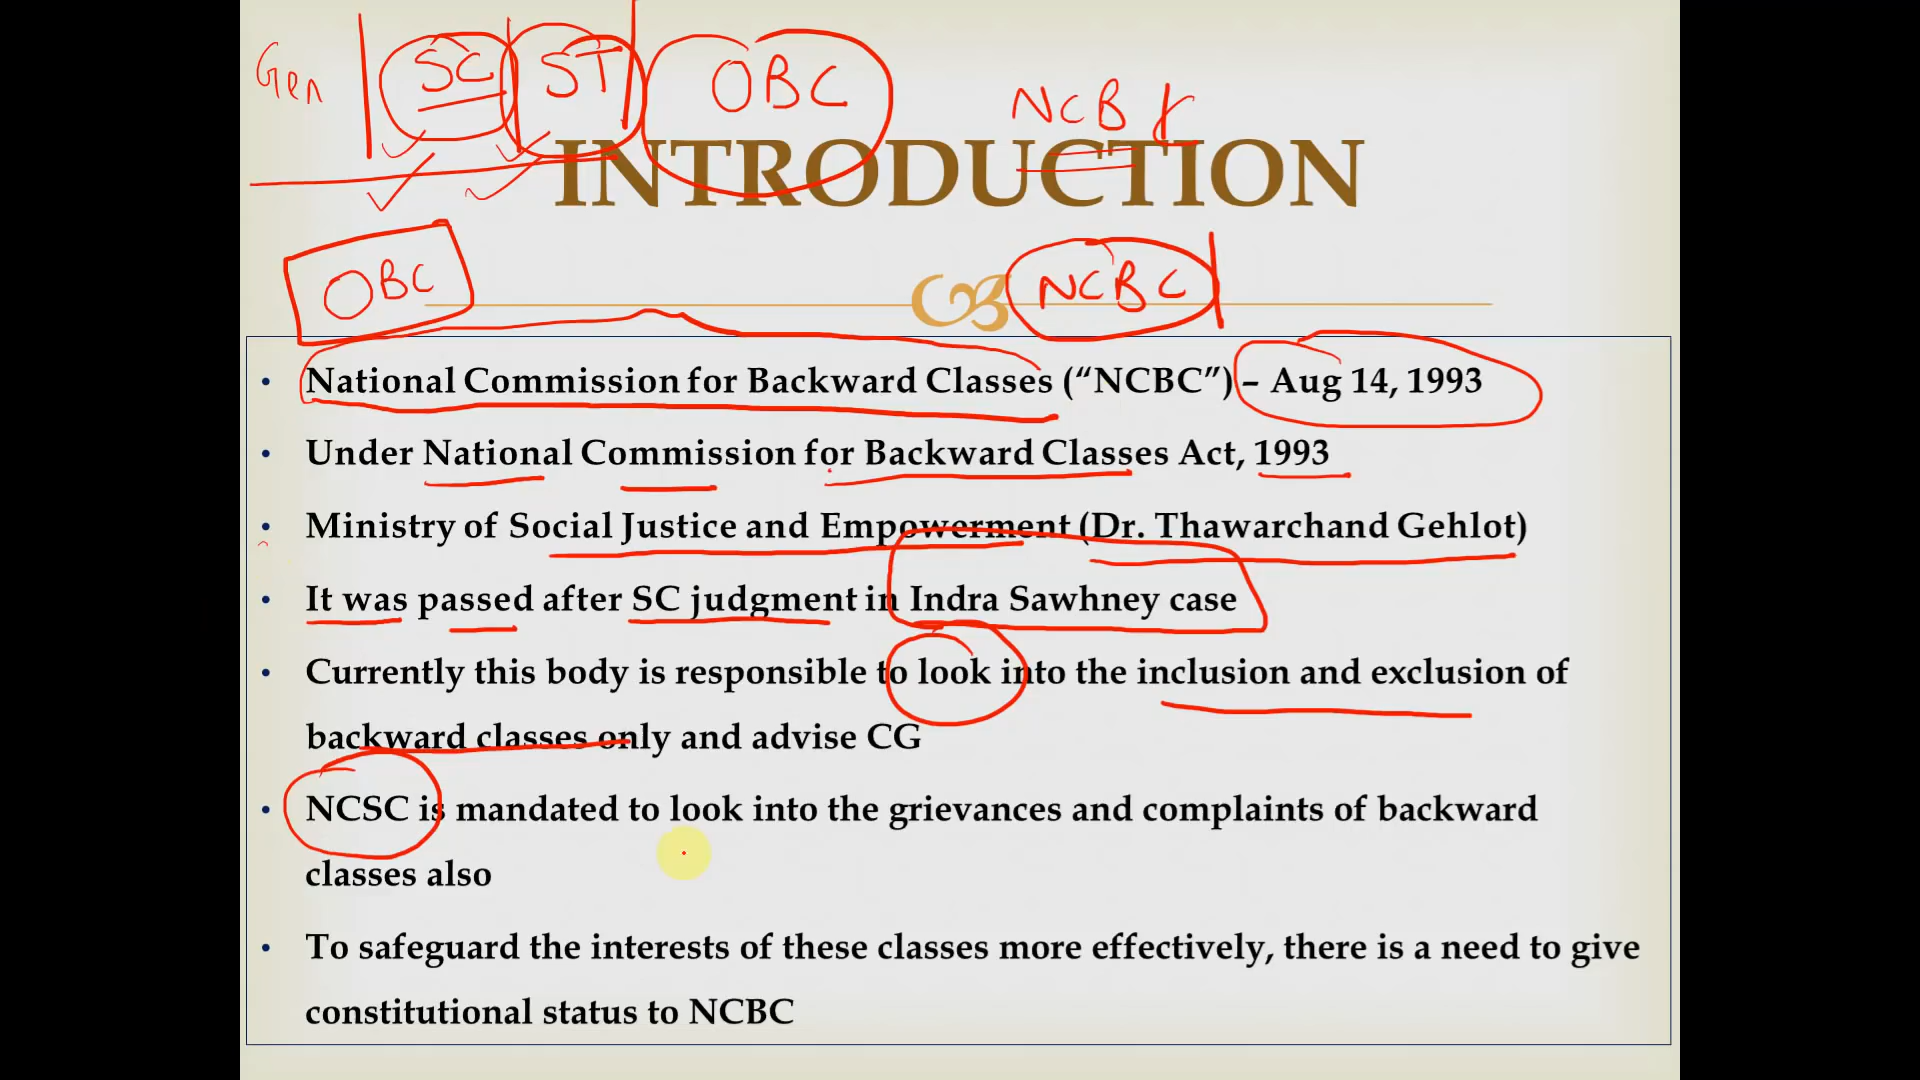 Gen SC ST OBC NCBC
INTRODUCTION
OBC NCBC
• National Commission for Backward Classes (“NCBC”) – Aug 14, 1993
• Under National Commission for Backward Classes Act, 1993
• Ministry of Social Justice and Empowerment (Dr. Thawarchand Gehlot)
• It was passed after SC judgment in Indra Sawhney case
• Currently this body is responsible to look into the inclusion and exclusion of
backward classes only and advise CG
• NCSC is mandated to look into the grievances and complaints of backward
classes also
• To safeguard the interests of these classes more effectively, there is a need to give
constitutional status to NCBC